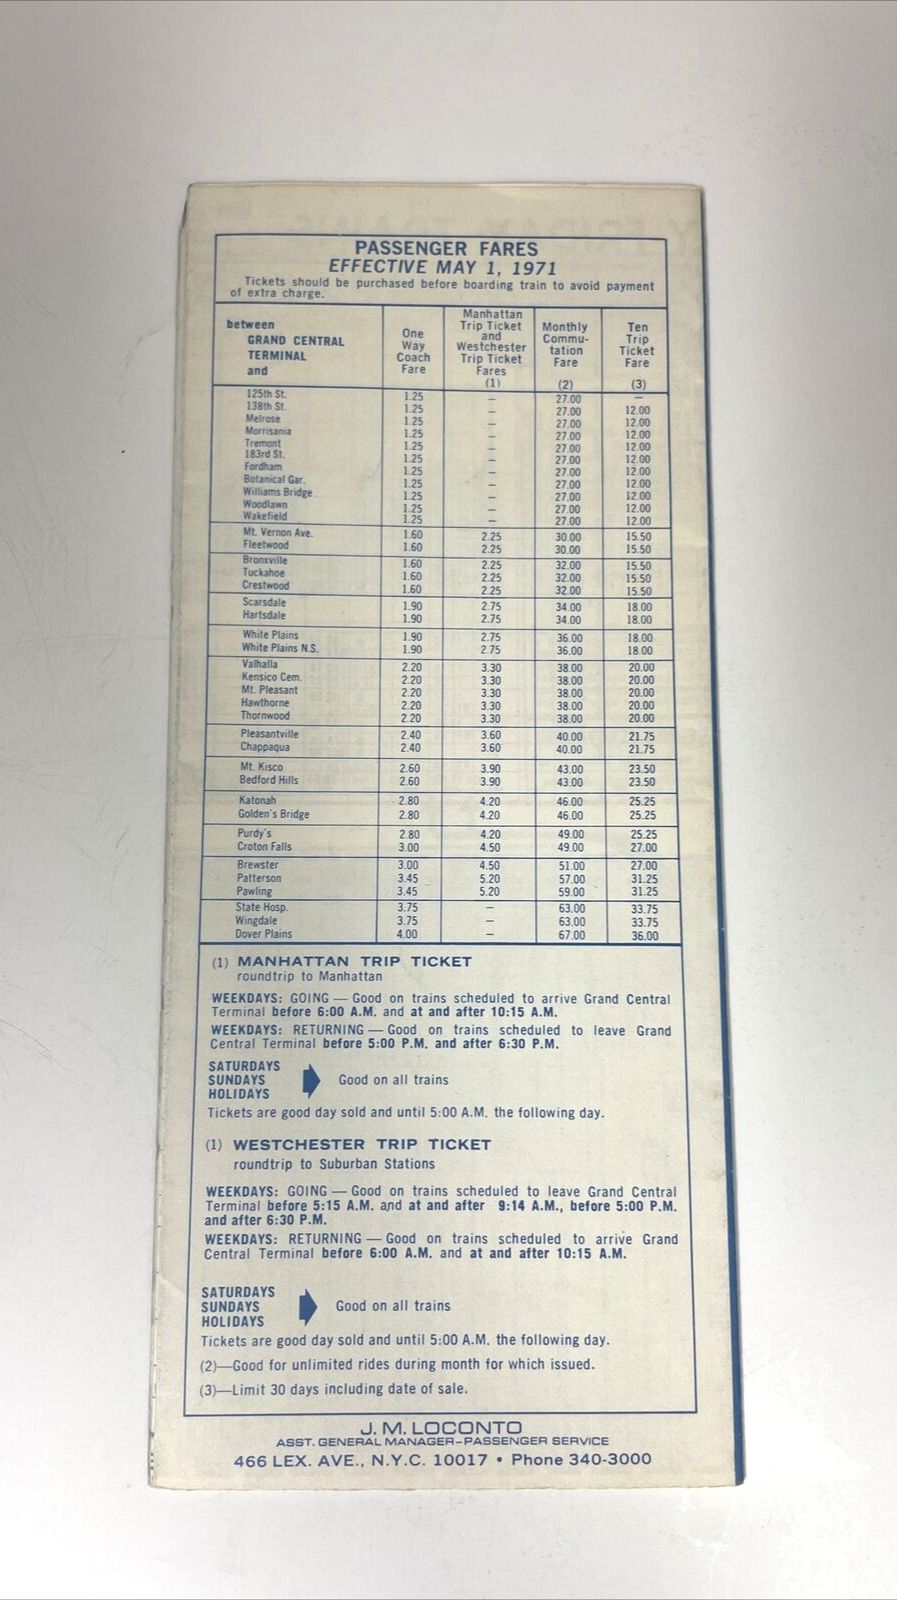 PASSENGER FARES
EFFECTIVE MAY 1, 1971
Tickets should be purchased before boarding train to avoid payment
of extra charge.
between GRAND CENTRAL TERMINAL and | One Way Coach Fare | Manhattan Trip Ticket and Westchester Trip Ticket Fares (1) | Monthly Commu-tation Fare (2) | Ten Trip Ticket Fare (3)
125th St. 1.25 – 27.00 –
138th St. 1.25 – 27.00 12.00
Melrose 1.25 – 27.00 12.00
Morrisania 1.25 – 27.00 12.00
Tremont 1.25 – 27.00 12.00
183rd St. 1.25 – 27.00 12.00
Fordham 1.25 – 27.00 12.00
Botanical Gar. 1.25 – 27.00 12.00
Williams Bridge 1.25 – 27.00 12.00
Woodlawn 1.25 – 27.00 12.00
Wakefield 1.25 – 27.00 12.00
Mt. Vernon Ave. 1.60 2.25 30.00 15.50
Fleetwood 1.60 2.25 30.00 15.50
Bronxville 1.60 2.25 32.00 15.50
Tuckahoe 1.60 2.25 32.00 15.50
Crestwood 1.60 2.25 32.00 15.50
Scarsdale 1.90 2.75 34.00 18.00
Hartsdale 1.90 2.75 34.00 18.00
White Plains 1.90 2.75 36.00 18.00
White Plains N.S. 1.90 2.75 36.00 18.00
Valhalla 2.20 3.30 38.00 20.00
Kensico Cem. 2.20 3.30 38.00 20.00
Mt. Pleasant 2.20 3.30 38.00 20.00
Hawthorne 2.20 3.30 38.00 20.00
Thornwood 2.20 3.30 38.00 20.00
Pleasantville 2.40 3.60 40.00 21.75
Chappaqua 2.40 3.60 40.00 21.75
Mt. Kisco 2.60 3.90 43.00 23.50
Bedford Hills 2.60 3.90 43.00 23.50
Katonah 2.80 4.20 46.00 25.25
Golden's Bridge 2.80 4.20 46.00 25.25
Purdy's 2.80 4.20 49.00 25.25
Croton Falls 3.00 4.50 49.00 27.00
Brewster 3.00 4.50 51.00 27.00
Patterson 3.45 5.20 57.00 31.25
Pawling 3.45 5.20 59.00 31.25
State Hosp. 3.75 – 63.00 33.75
Wingdale 3.75 – 63.00 33.75
Dover Plains 4.00 – 67.00 36.00
(1) MANHATTAN TRIP TICKET
roundtrip to Manhattan
WEEKDAYS: GOING — Good on trains scheduled to arrive Grand Central
Terminal before 6:00 A.M. and at and after 10:15 A.M.
WEEKDAYS: RETURNING — Good on trains scheduled to leave Grand
Central Terminal before 5:00 P.M. and after 6:30 P.M.
SATURDAYS
SUNDAYS Good on all trains
HOLIDAYS
Tickets are good day sold and until 5:00 A.M. the following day.
(1) WESTCHESTER TRIP TICKET
roundtrip to Suburban Stations
WEEKDAYS: GOING — Good on trains scheduled to leave Grand Central
Terminal before 5:15 A.M. and at and after 9:14 A.M., before 5:00 P.M.
and after 6:30 P.M.
WEEKDAYS: RETURNING — Good on trains scheduled to arrive Grand
Central Terminal before 6:00 A.M. and at and after 10:15 A.M.
SATURDAYS
SUNDAYS Good on all trains
HOLIDAYS
Tickets are good day sold and until 5:00 A.M. the following day.
(2)—Good for unlimited rides during month for which issued.
(3)—Limit 30 days including date of sale.
J. M. LOCONTO
ASST. GENERAL MANAGER–PASSENGER SERVICE
466 LEX. AVE., N.Y.C. 10017 • Phone 340-3000